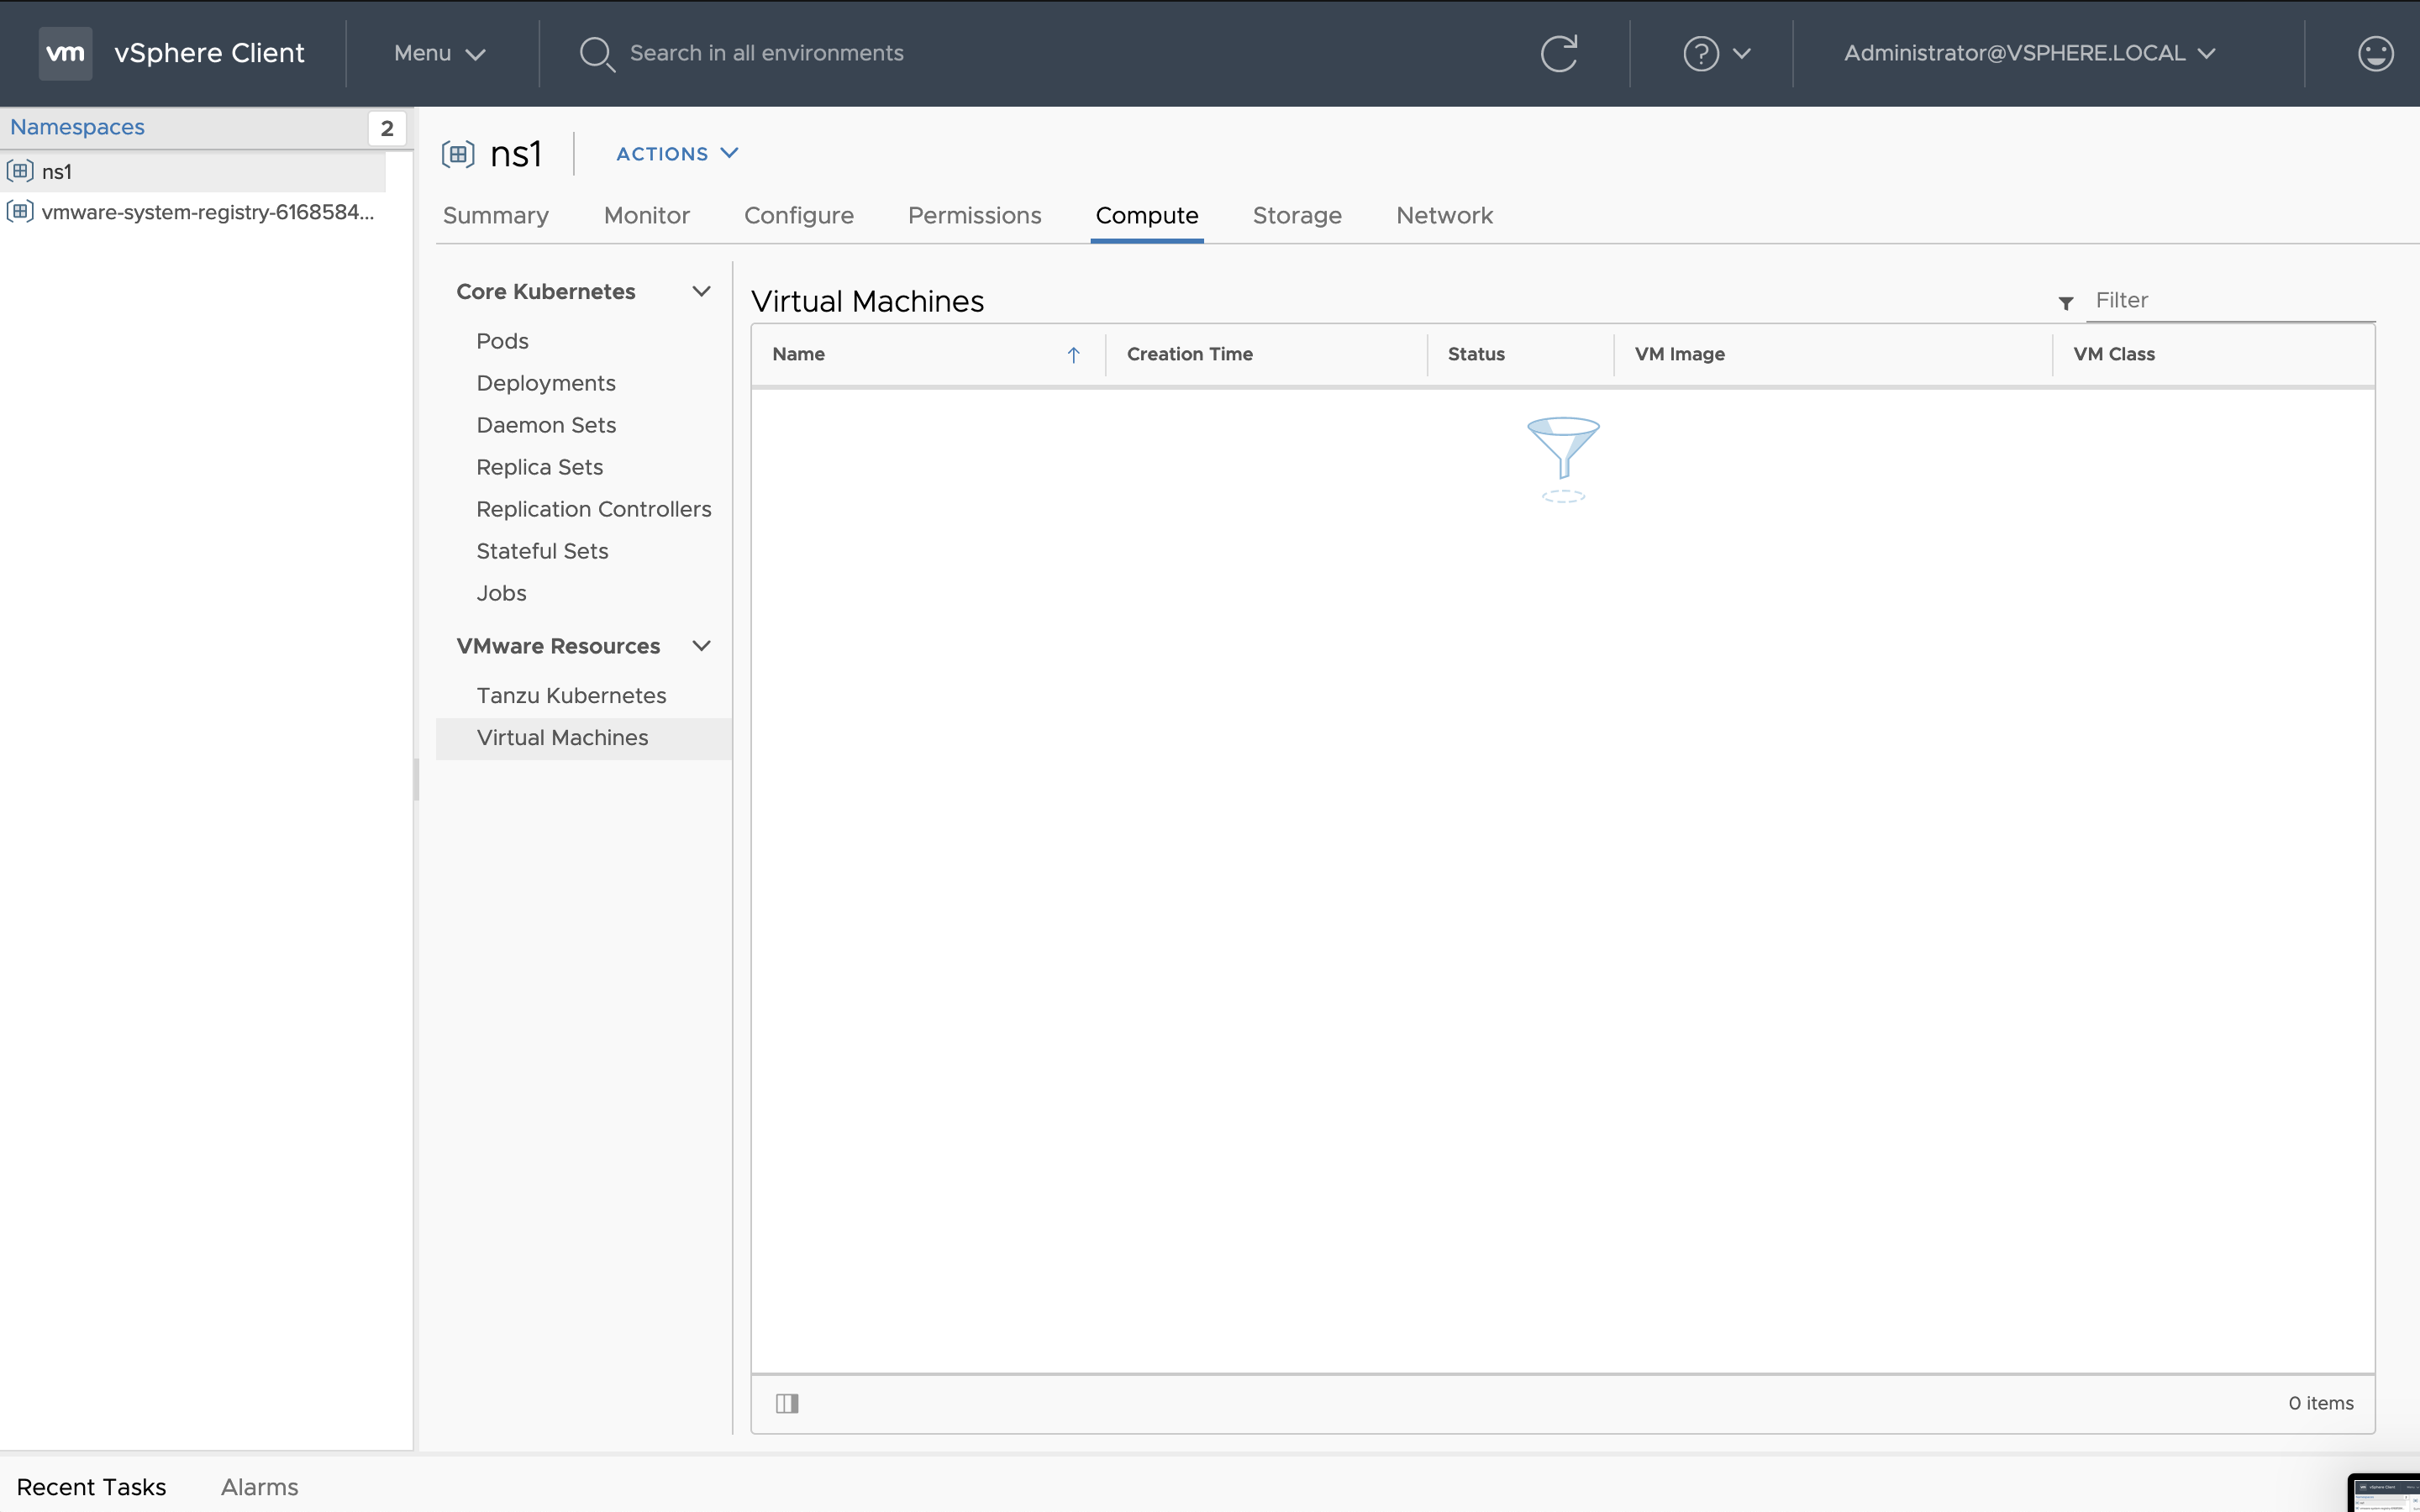 vm vSphere Client Menu Search in all environments ? Administrator@VSPHERE.LOCAL
Namespaces 2
ns1
vmware-system-registry-6168584...
ns1 ACTIONS
Summary Monitor Configure Permissions Compute Storage Network
Core Kubernetes
Pods
Deployments
Daemon Sets
Replica Sets
Replication Controllers
Stateful Sets
Jobs
VMware Resources
Tanzu Kubernetes
Virtual Machines
Virtual Machines Filter
Name Creation Time Status VM Image VM Class
0 items
Recent Tasks Alarms